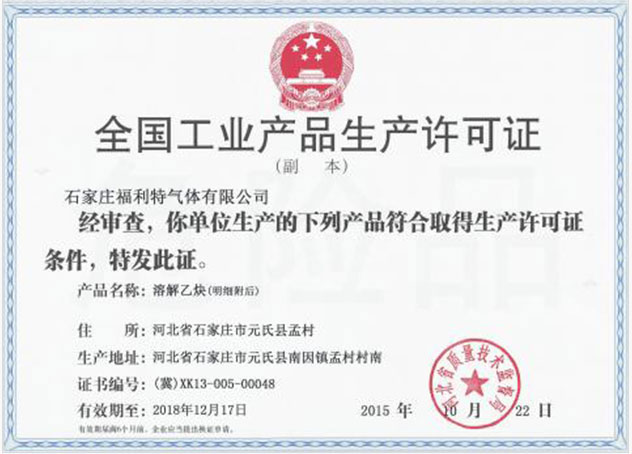 全国工业产品生产许可证
(副 本)
石家庄福利特气体有限公司
经审查，你单位生产的下列产品符合取得生产许可证
条件，特发此证。
产品名称：溶解乙炔(明细附后)
住 所：河北省石家庄市元氏县孟村
生产地址：河北省石家庄市元氏县南因镇孟村村南
证书编号：(冀)XK13-005-00048
有效期至：2018年12月17日
2015 年 10 月 22 日
河北省质量技术监督局
有效期届满6个月前，企业应当提出换证申请。
危险品